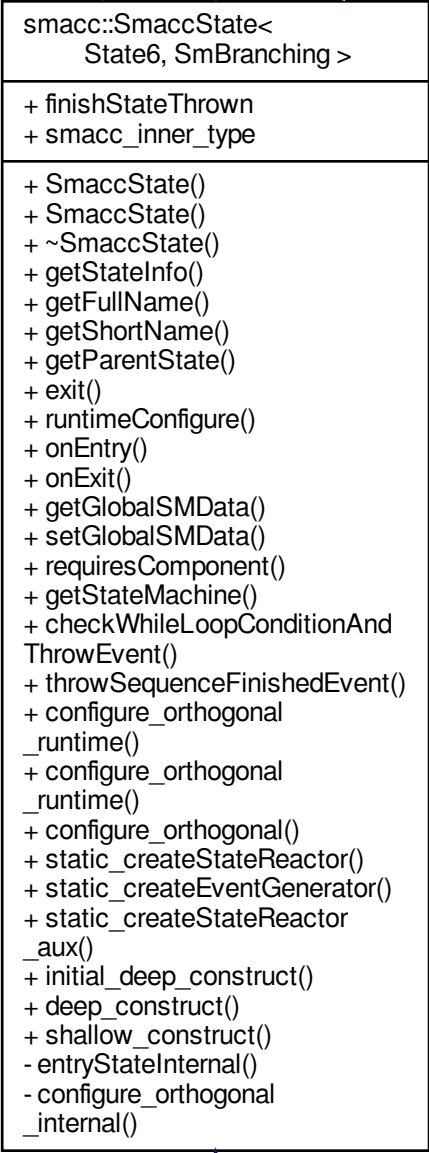 smacc::SmaccState<
State6, SmBranching >
+ finishStateThrown
+ smacc_inner_type
+ SmaccState()
+ SmaccState()
+ ~SmaccState()
+ getStateInfo()
+ getFullName()
+ getShortName()
+ getParentState()
+ exit()
+ runtimeConfigure()
+ onEntry()
+ onExit()
+ getGlobalSMData()
+ setGlobalSMData()
+ requiresComponent()
+ getStateMachine()
+ checkWhileLoopConditionAnd
ThrowEvent()
+ throwSequenceFinishedEvent()
+ configure_orthogonal
_runtime()
+ configure_orthogonal
_runtime()
+ configure_orthogonal()
+ static_createStateReactor()
+ static_createEventGenerator()
+ static_createStateReactor
_aux()
+ initial_deep_construct()
+ deep_construct()
+ shallow_construct()
- entryStateInternal()
- configure_orthogonal
_internal()